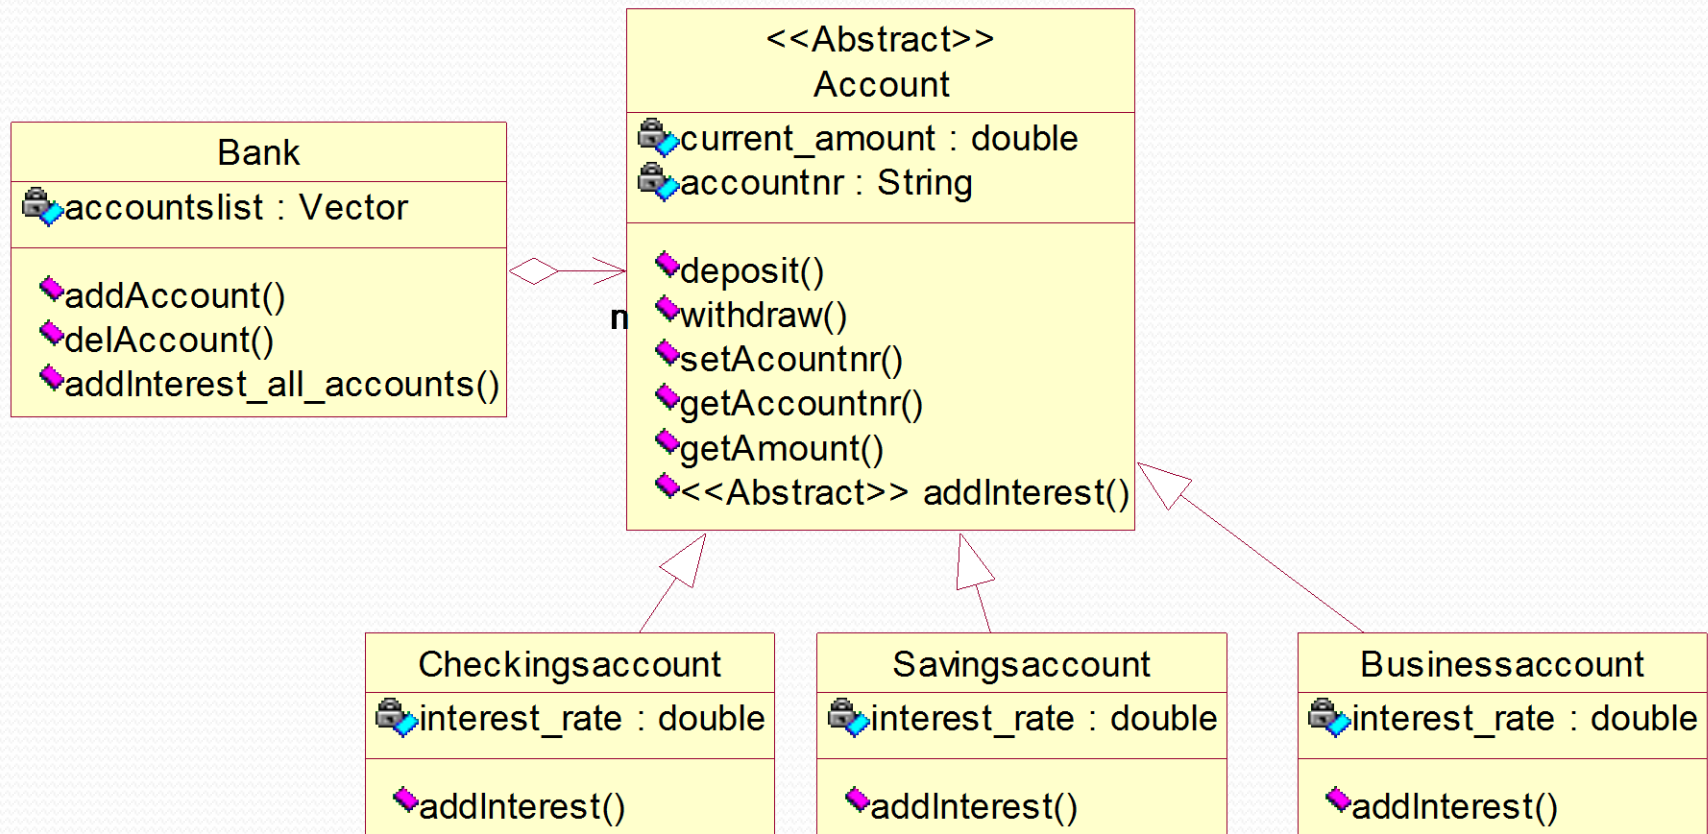 <<Abstract>>
Account
current_amount : double
accountnr : String
deposit()
withdraw()
setAcountnr()
getAccountnr()
getAmount()
<<Abstract>> addInterest()
Bank
accountslist : Vector
addAccount()
delAccount()
addInterest_all_accounts()
n
Checkingsaccount
interest_rate : double
addInterest()
Savingsaccount
interest_rate : double
addInterest()
Businessaccount
interest_rate : double
addInterest()